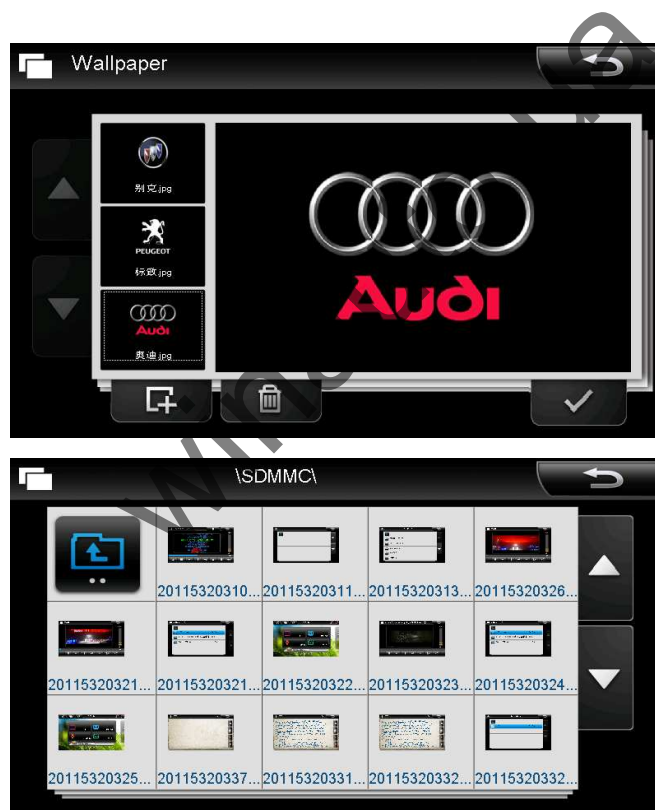 Wallpaper
别克.jpg
PEUGEOT
标致.jpg
Audi
奥迪.jpg
Audi
\SDMMC\
20115320310... 20115320311... 20115320313... 20115320326...
20115320321... 20115320321... 20115320322... 20115320323... 20115320324...
20115320325... 20115320337... 20115320331... 20115320332... 20115320332...